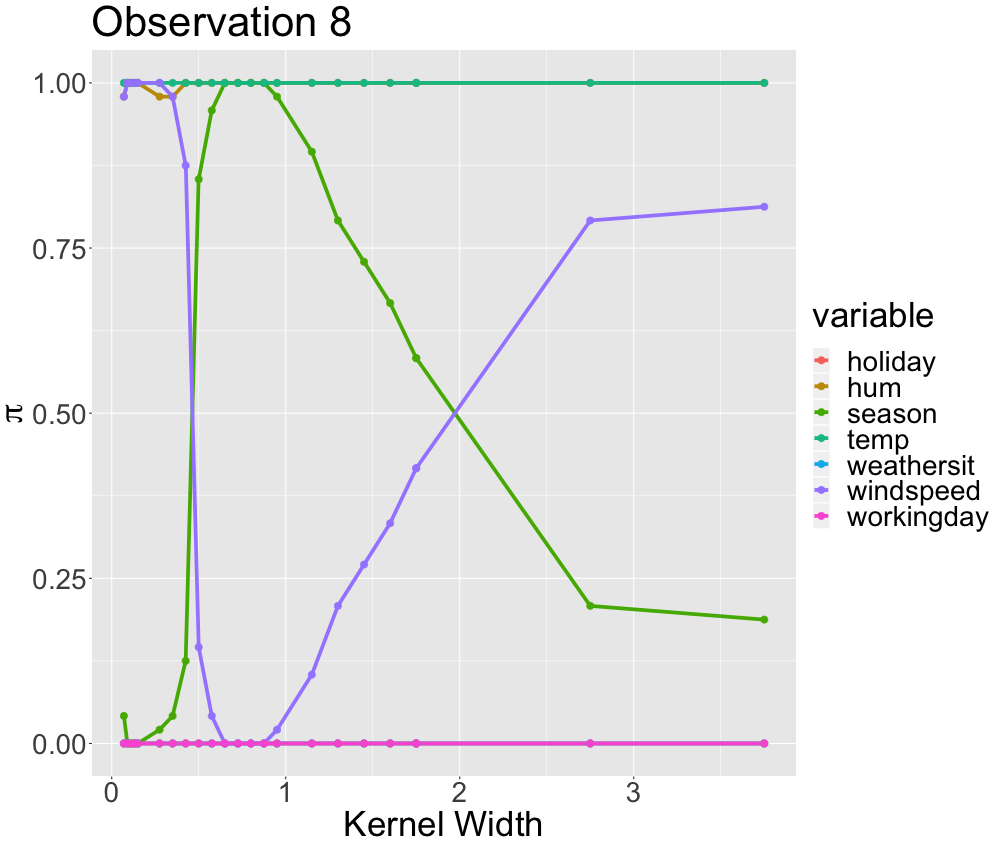 Observation 8
1.00
0.75
0.50
0.25
0.00
π
0 1 2 3
Kernel Width
variable
holiday
hum
season
temp
weathersit
windspeed
workingday